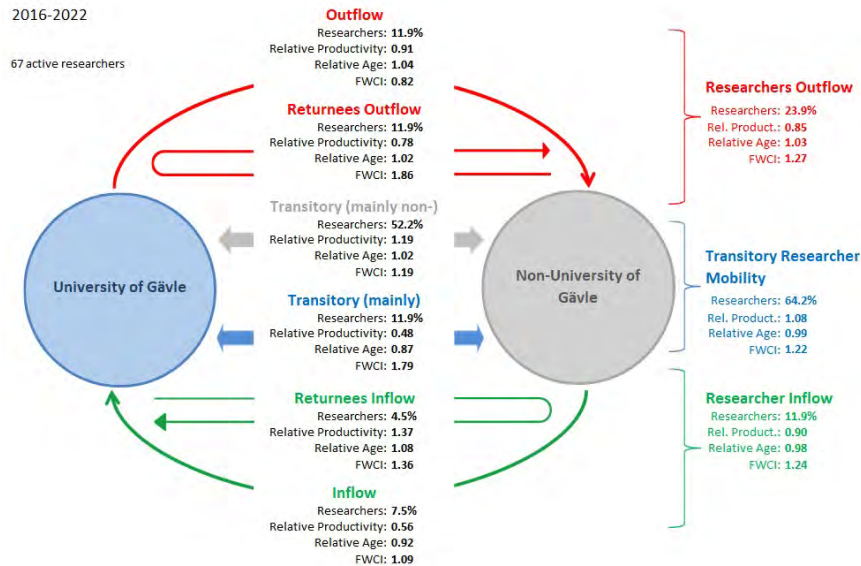 2016-2022
67 active researchers
Outflow
Researchers: 11.9%
Relative Productivity: 0.91
Relative Age: 1.04
FWCI: 0.82
Returnees Outflow
Researchers: 11.9%
Relative Productivity: 0.78
Relative Age: 1.02
FWCI: 1.86
Transitory (mainly non-)
Researchers: 52.2%
Relative Productivity: 1.19
Relative Age: 1.02
FWCI: 1.19
Transitory (mainly)
Researchers: 11.9%
Relative Productivity: 0.48
Relative Age: 0.87
FWCI: 1.79
Returnees Inflow
Researchers: 4.5%
Relative Productivity: 1.37
Relative Age: 1.08
FWCI: 1.36
Inflow
Researchers: 7.5%
Relative Productivity: 0.56
Relative Age: 0.92
FWCI: 1.09
University of Gävle
Non-University of
Gävle
Researchers Outflow
Researchers: 23.9%
Rel. Product.: 0.85
Relative Age: 1.03
FWCI: 1.27
Transitory Researcher
Mobility
Researchers: 64.2%
Rel. Product.: 1.08
Relative Age: 0.99
FWCI: 1.22
Researcher Inflow
Researchers: 11.9%
Rel. Product.: 0.90
Relative Age: 0.98
FWCI: 1.24